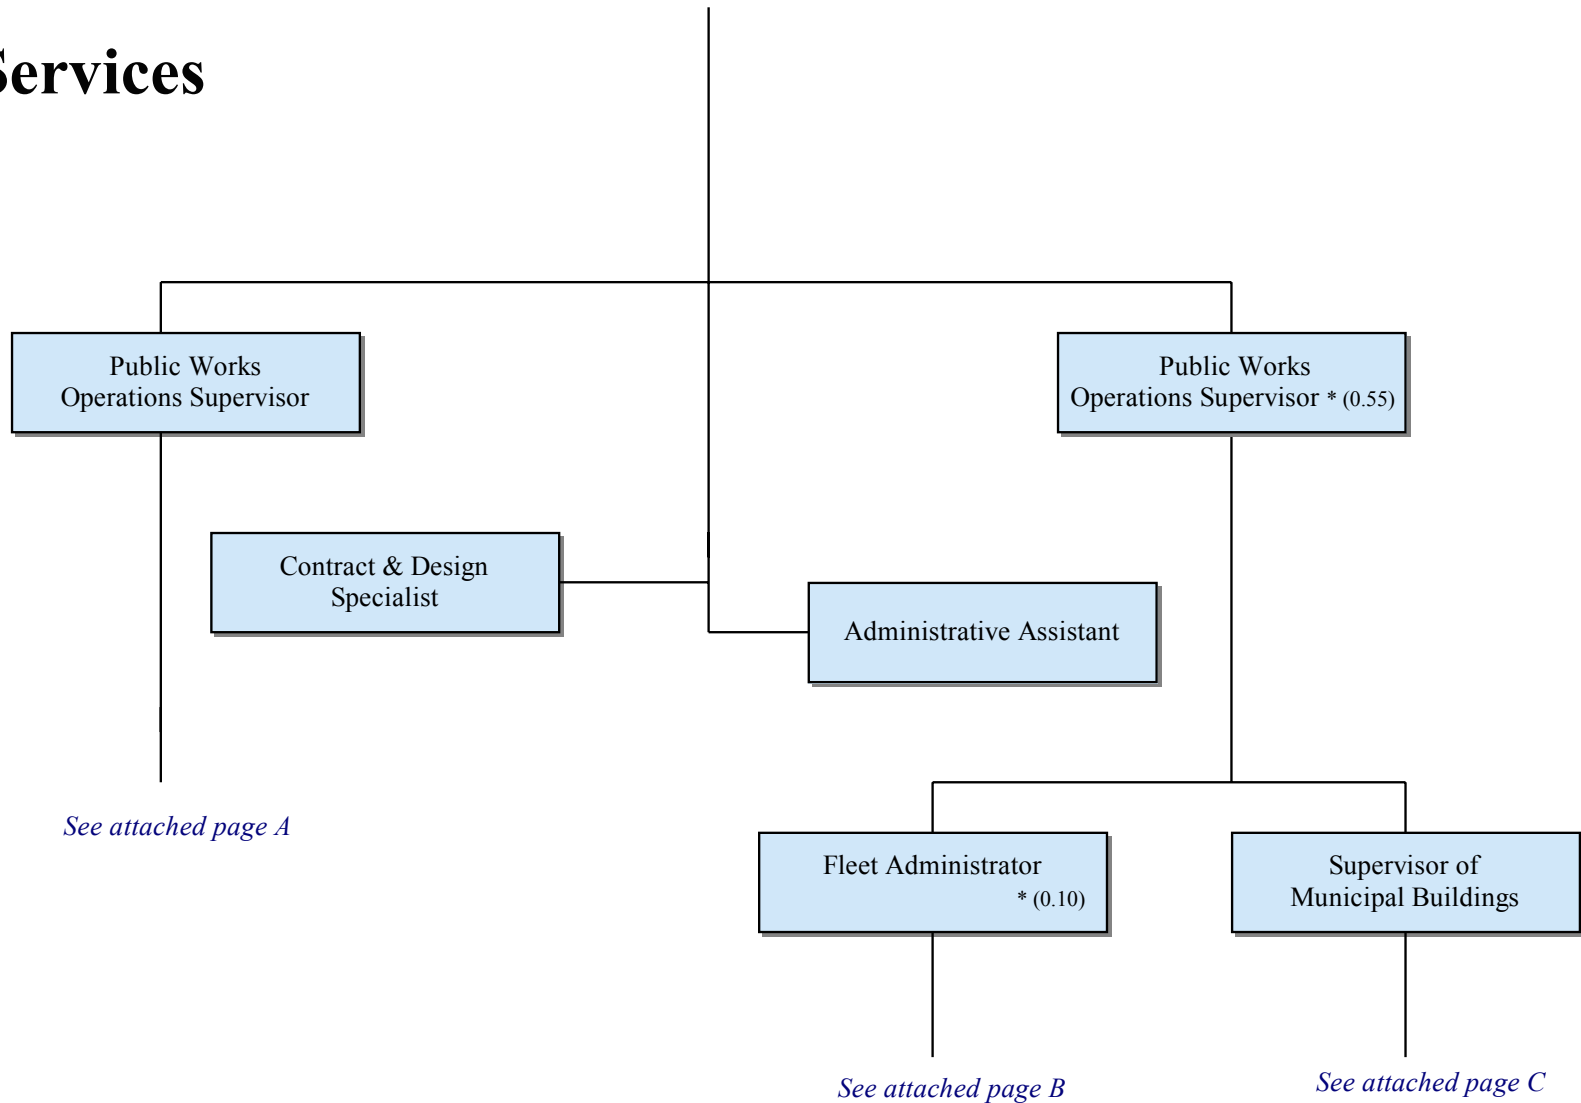 Services
Public Works
Operations Supervisor
Public Works
Operations Supervisor * (0.55)
Contract & Design
Specialist
Administrative Assistant
See attached page A
Fleet Administrator
* (0.10)
Supervisor of
Municipal Buildings
See attached page B
See attached page C